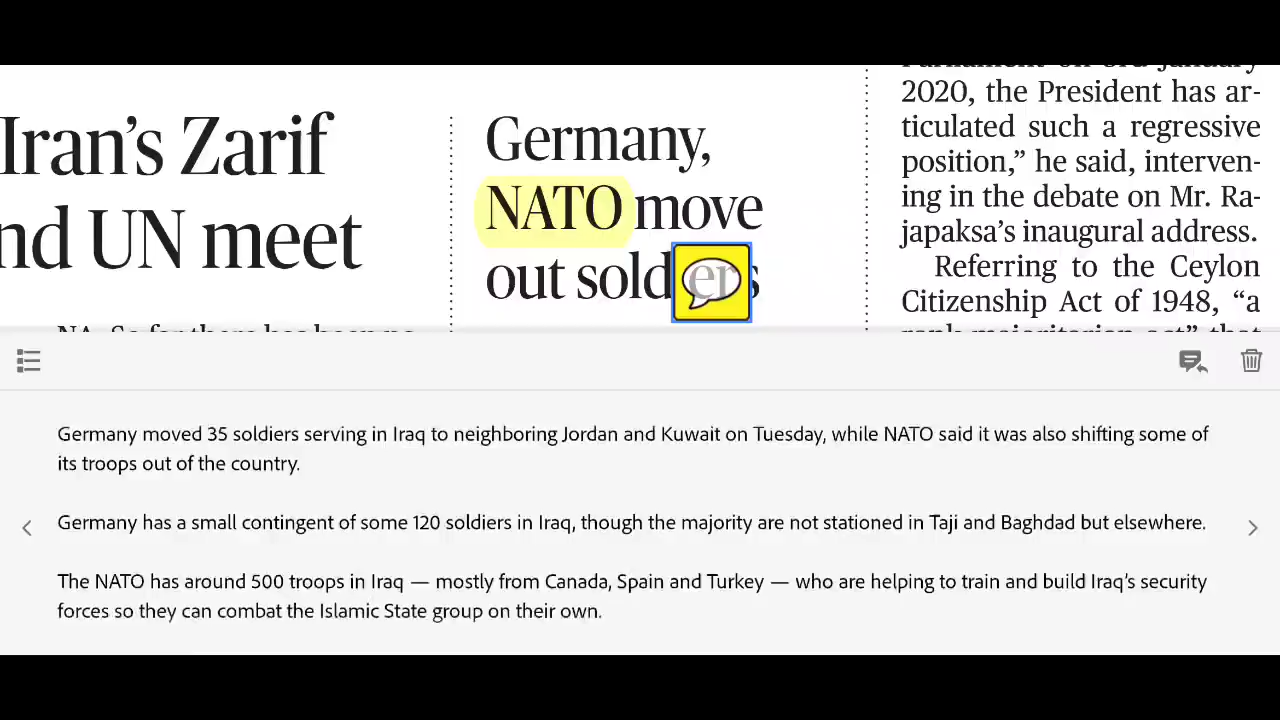 Iran's Zarif
nd UN meet
Germany,
NATO move
out soldiers
Parliament on 3rd January
2020, the President has ar-
ticulated such a regressive
position,” he said, interven-
ing in the debate on Mr. Ra-
japaksa's inaugural address.
Referring to the Ceylon
Citizenship Act of 1948, “a
Germany moved 35 soldiers serving in Iraq to neighboring Jordan and Kuwait on Tuesday, while NATO said it was also shifting some of
its troops out of the country.
Germany has a small contingent of some 120 soldiers in Iraq, though the majority are not stationed in Taji and Baghdad but elsewhere.
The NATO has around 500 troops in Iraq — mostly from Canada, Spain and Turkey — who are helping to train and build Iraq's security
forces so they can combat the Islamic State group on their own.